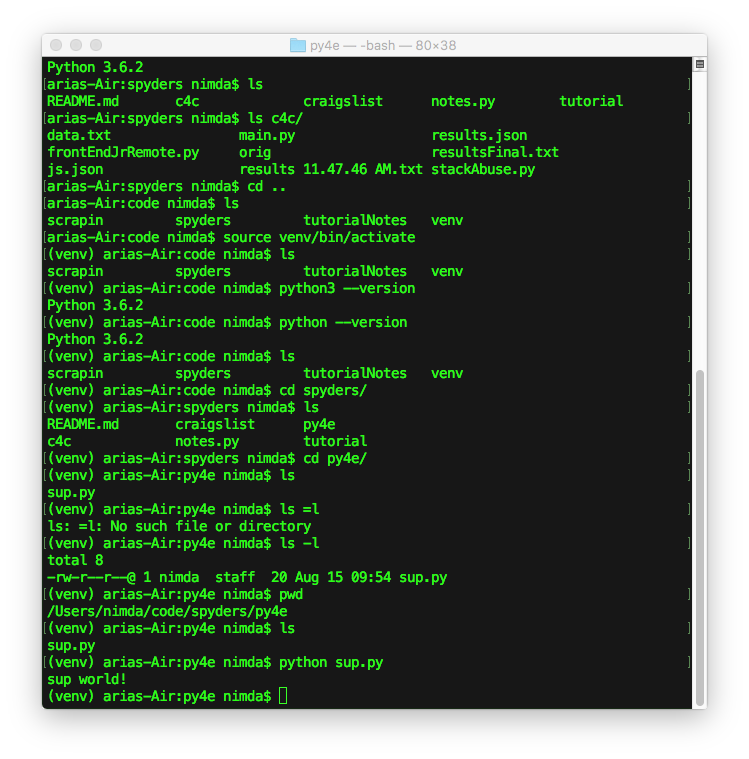 py4e — -bash — 80×38
Python 3.6.2
[arias-Air:spyders nimda$ ls ]
README.md c4c craigslist notes.py tutorial
[arias-Air:spyders nimda$ ls c4c/ ]
data.txt main.py results.json
frontEndJrRemote.py orig resultsFinal.txt
js.json results 11.47.46 AM.txt stackAbuse.py
[arias-Air:spyders nimda$ cd .. ]
[arias-Air:code nimda$ ls ]
scrapin spyders tutorialNotes venv
[arias-Air:code nimda$ source venv/bin/activate ]
[(venv) arias-Air:code nimda$ ls ]
scrapin spyders tutorialNotes venv
[(venv) arias-Air:code nimda$ python3 --version ]
Python 3.6.2
[(venv) arias-Air:code nimda$ python --version ]
Python 3.6.2
[(venv) arias-Air:code nimda$ ls ]
scrapin spyders tutorialNotes venv
[(venv) arias-Air:code nimda$ cd spyders/ ]
[(venv) arias-Air:spyders nimda$ ls ]
README.md craigslist py4e
c4c notes.py tutorial
[(venv) arias-Air:spyders nimda$ cd py4e/ ]
[(venv) arias-Air:py4e nimda$ ls ]
sup.py
[(venv) arias-Air:py4e nimda$ ls =l ]
ls: =l: No such file or directory
[(venv) arias-Air:py4e nimda$ ls -l ]
total 8
-rw-r--r--@ 1 nimda staff 20 Aug 15 09:54 sup.py
[(venv) arias-Air:py4e nimda$ pwd ]
/Users/nimda/code/spyders/py4e
[(venv) arias-Air:py4e nimda$ ls ]
sup.py
[(venv) arias-Air:py4e nimda$ python sup.py ]
sup world!
(venv) arias-Air:py4e nimda$